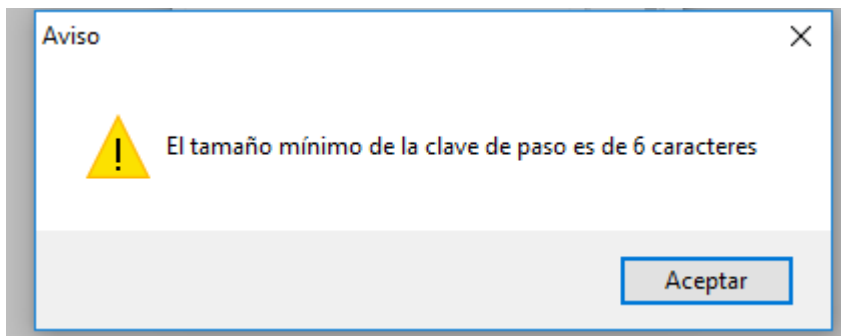 Aviso
El tamaño mínimo de la clave de paso es de 6 caracteres
Aceptar